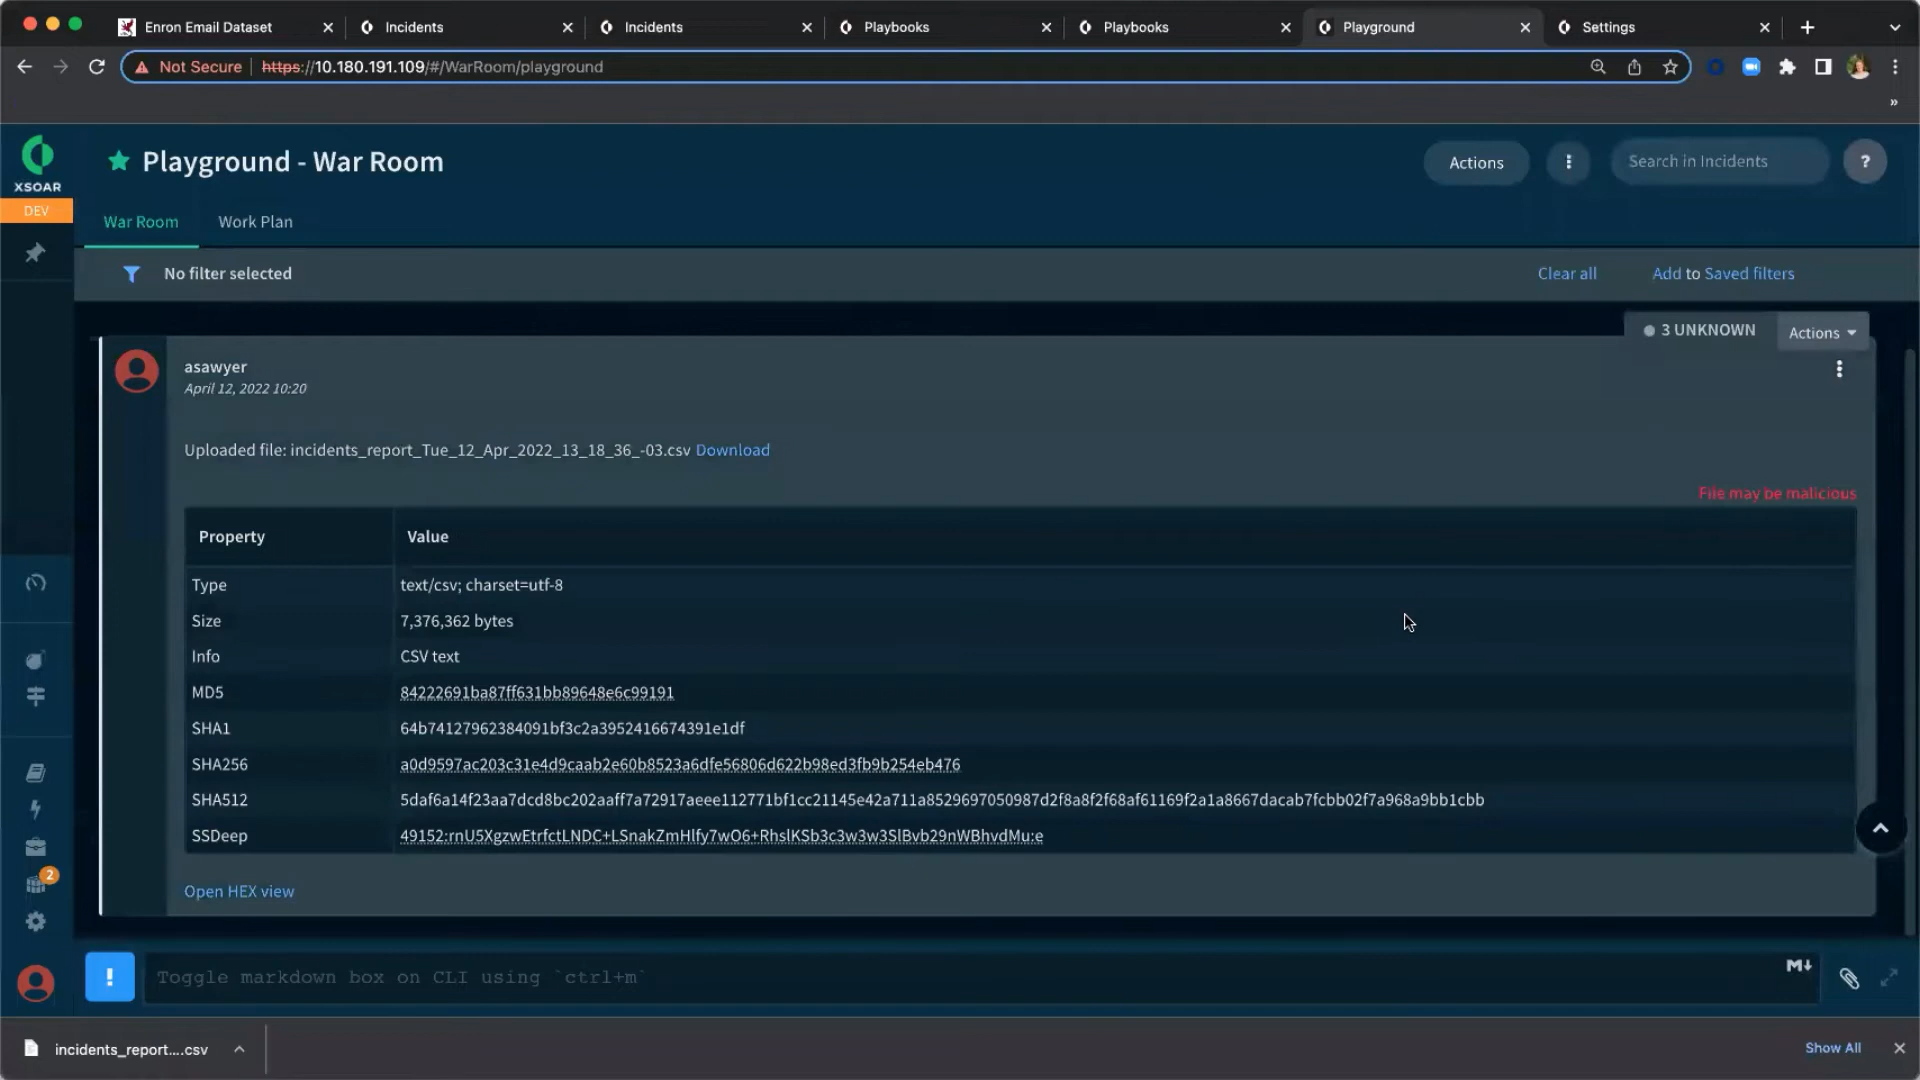 Enron Email Dataset
Incidents
Incidents
Playbooks
Playbooks
Playground
Settings
Not Secure | https://10.180.191.109/#/WarRoom/playground
»
XSOAR
DEV
Playground - War Room
Actions
Search in Incidents
?
War Room
Work Plan
No filter selected
Clear all
Add to Saved filters
3 UNKNOWN
Actions
asawyer
April 12, 2022 10:20
Uploaded file: incidents_report_Tue_12_Apr_2022_13_18_36_-03.csv Download
File may be malicious
Property Value
Type text/csv; charset=utf-8
Size 7,376,362 bytes
Info CSV text
MD5 84222691ba87ff631bb89648e6c99191
SHA1 64b74127962384091bf3c2a3952416674391e1df
SHA256 a0d9597ac203c31e4d9caab2e60b8523a6dfe56806d622b98ed3fb9b254eb476
SHA512 5daf6a14f23aa7dcd8bc202aaff7a72917aeee112771bf1cc21145e42a711a8529697050987d2f8a8f2f68af61169f2a1a8667dacab7fcbb02f7a968a9bb1cbb
SSDeep 49152:rnU5XgzwEtrfctLNDC+LSnakZmHlfy7wO6+RhslKSb3c3w3w3SlBvb29nWBhvdMu:e
Open HEX view
2
!
Toggle markdown box on CLI using `ctrl+m`
M↓
incidents_report....csv
Show All